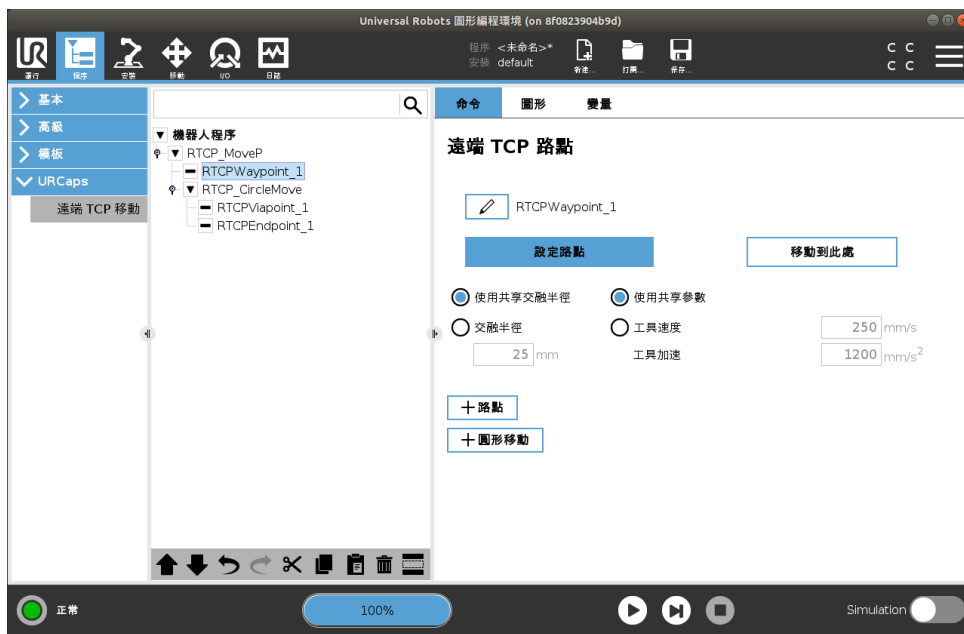 Universal Robots 圖形編程環境 (on 8f0823904b9d)
運行
程序
安裝
移動
I/O
日誌
程序 <未命名>*
安裝 default
新建...
打開...
保存...
C C
C C
基本
高級
模板
URCaps
遠端 TCP 移動
機器人程序
RTCP_MoveP
RTCPWaypoint_1
RTCP_CircleMove
RTCPViapoint_1
RTCPEndpoint_1
命令 圖形 變量
遠端 TCP 路點
RTCPWaypoint_1
設定路點 移動到此處
使用共享交融半徑 使用共享參數
交融半徑 工具速度 250 mm/s
25 mm 工具加速 1200 mm/s²
路點
圓形移動
正常 100% Simulation